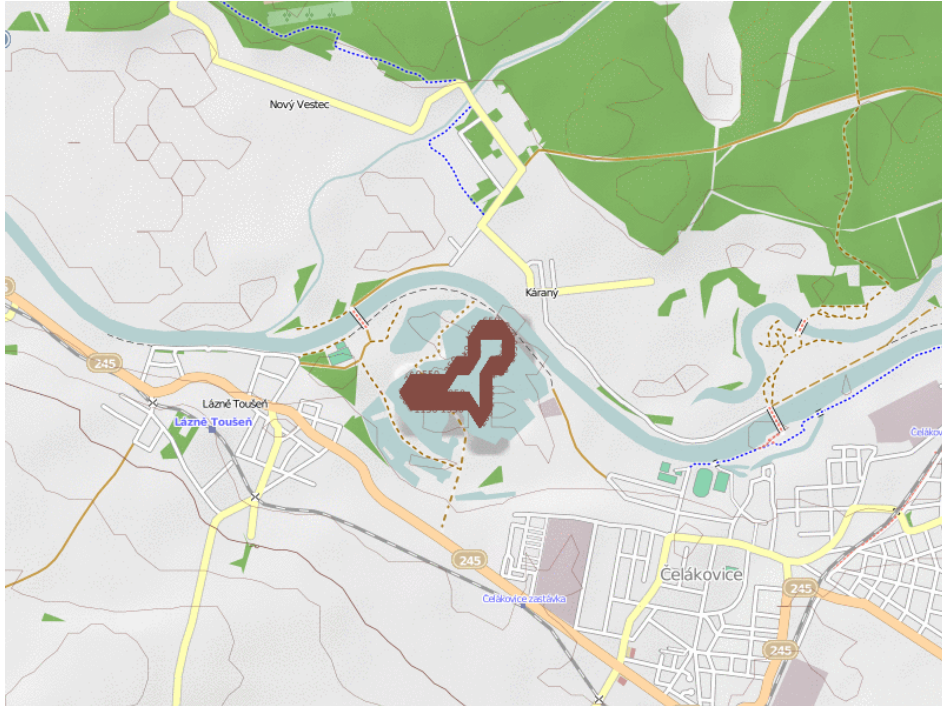 Nový Vestec
Káraný
245
Lázně Toušeň
Lázně Toušeň
245
Čelákovice
Čelákovice zastávka
245
245